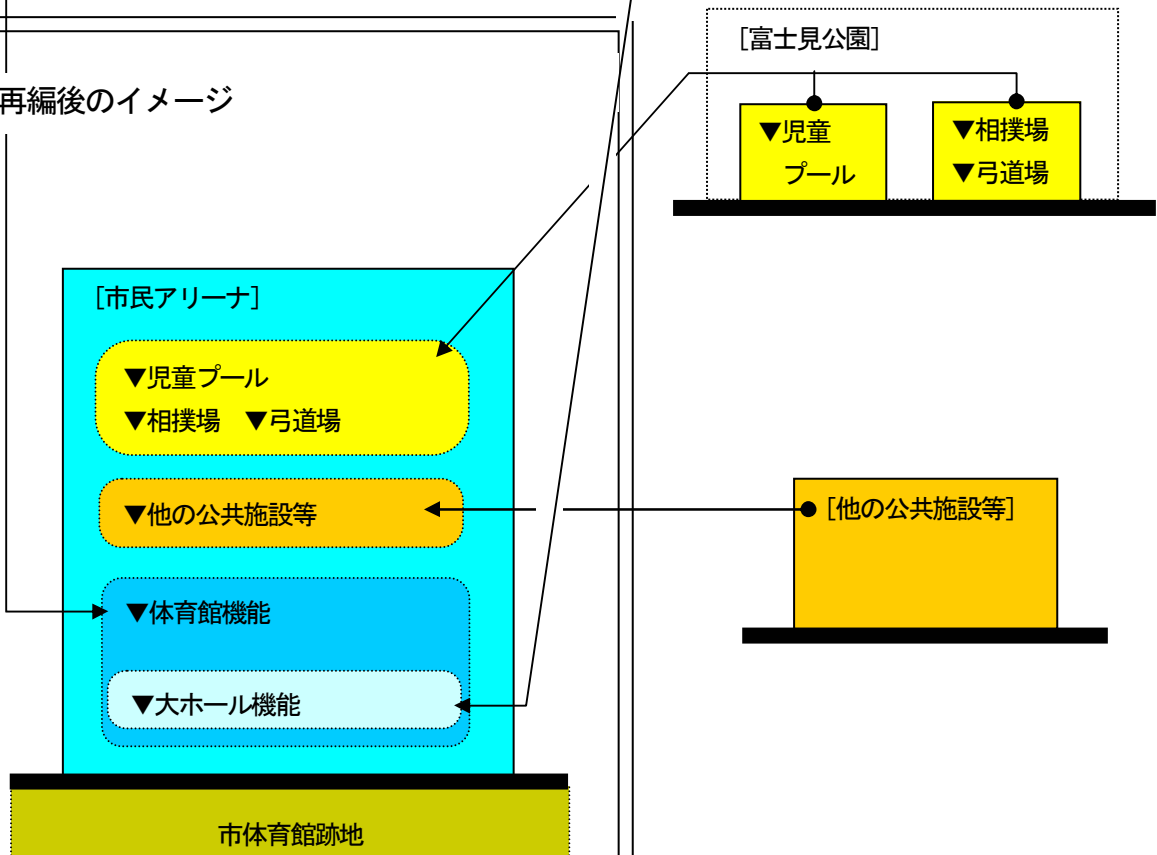 再編後のイメージ
［富士見公園］
▼児童
プール
▼相撲場
▼弓道場
［市民アリーナ］
▼児童プール
▼相撲場　▼弓道場
▼他の公共施設等
［他の公共施設等］
▼体育館機能
▼大ホール機能
市体育館跡地